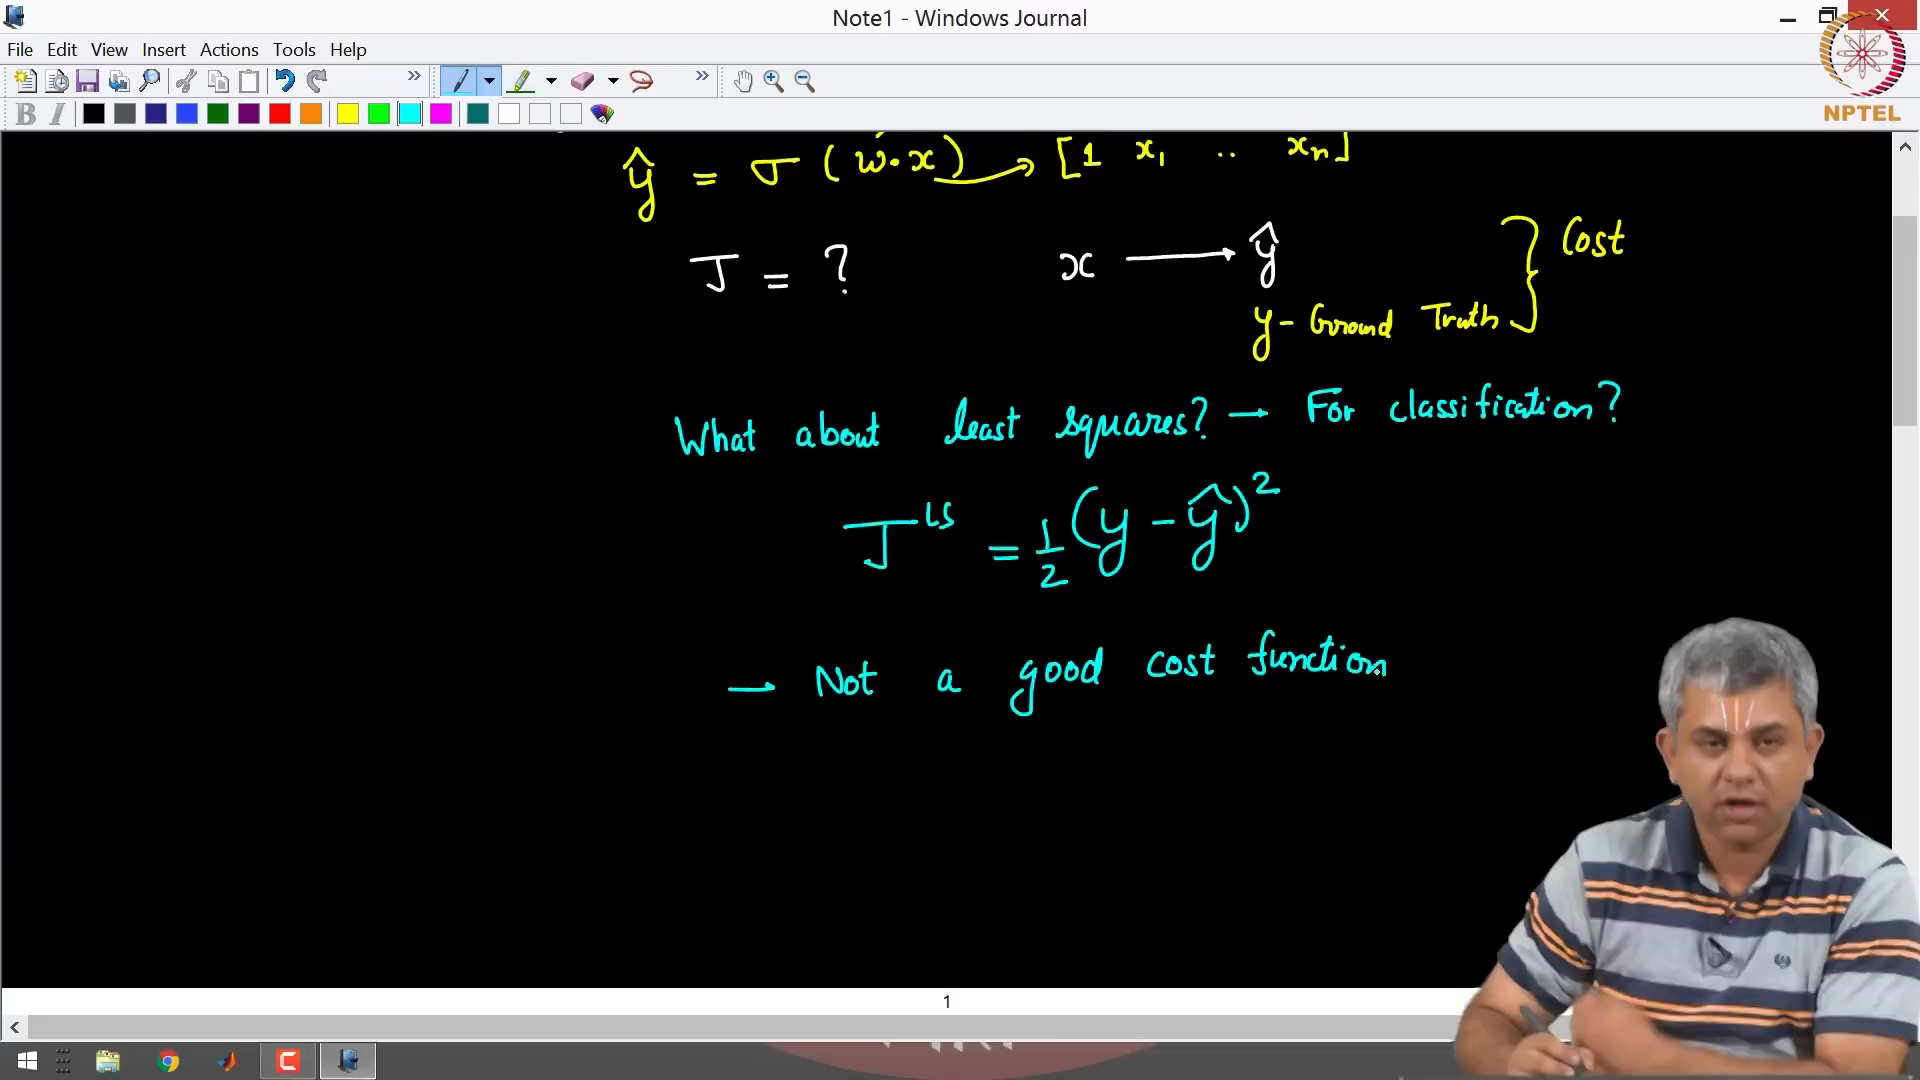 Note1 - Windows Journal
File Edit View Insert Actions Tools Help
NPTEL
ŷ = σ (w·x) → [1 x₁ .. xₙ]
J = ? x → ŷ } Cost
y - Ground Truth
What about least squares? → For classification?
J^LS = 1/2 (y - ŷ)²
→ Not a good cost function
1